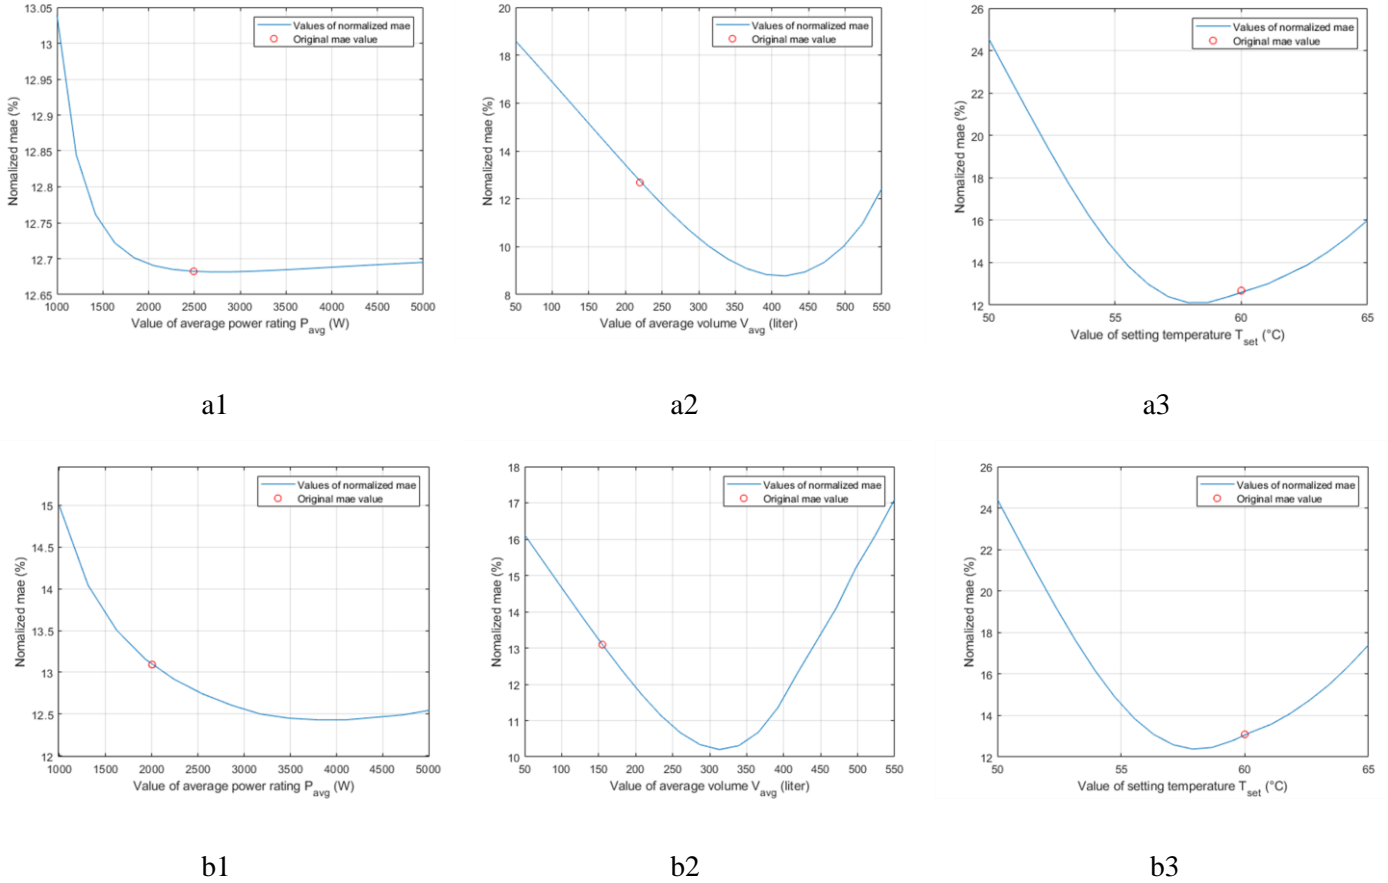 13.05
13
12.95
12.9
12.85
12.8
12.75
12.7
12.65
Nomalized mae (%)
Values of normalized mae
Original mae value
1000 1500 2000 2500 3000 3500 4000 4500 5000
Value of average power rating Pavg (W)
a1
20
18
16
14
12
10
8
Nomalized mae (%)
Values of normalized mae
Original mae value
50 100 150 200 250 300 350 400 450 500 550
Value of average volume Vavg (liter)
a2
26
24
22
20
18
16
14
12
Nomalized mae (%)
Values of normalized mae
Original mae value
50 55 60 65
Value of setting temperature Tset (°C)
a3
15
14.5
14
13.5
13
12.5
12
Nomalized mae (%)
Values of normalized mae
Original mae value
1000 1500 2000 2500 3000 3500 4000 4500 5000
Value of average power rating Pavg (W)
b1
18
17
16
15
14
13
12
11
10
Nomalized mae (%)
Values of normalized mae
Original mae value
50 100 150 200 250 300 350 400 450 500 550
Value of average volume Vavg (liter)
b2
26
24
22
20
18
16
14
12
Nomalized mae (%)
Values of normalized mae
Original mae value
50 55 60 65
Value of setting temperature Tset (°C)
b3